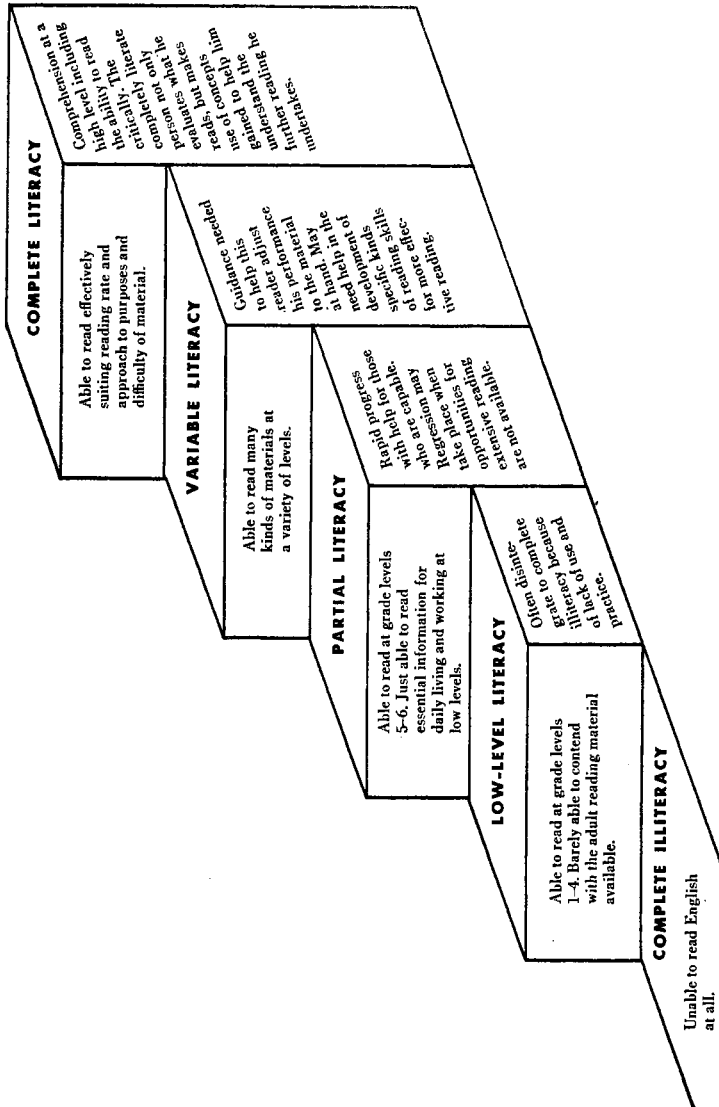 COMPLETE LITERACY
Able to read effectively
suiting reading rate and
approach to purposes and
difficulty of material.
Comprehension at a
high level including
the ability to read
critically. The
completely literate
person not only
evaluates what he
reads, but makes
use of concepts
gained to help him
understand the
further reading he
undertakes.
VARIABLE LITERACY
Able to read many
kinds of materials at
a variety of levels.
Guidance needed
to help this
reader adjust
his performance
to the material
at hand. May
need help in the
development of
specific kinds
of reading skills
for more effec-
tive reading.
PARTIAL LITERACY
Able to read at grade levels
5–6. Just able to read
essential information for
daily living and working at
low levels.
Rapid progress
with help for those
who are capable.
Regression may
take place when
opportunities for
extensive reading
are not available.
LOW-LEVEL LITERACY
Able to read at grade levels
1–4. Barely able to contend
with the adult reading material
available.
Often disinte-
grate to complete
illiteracy because
of lack of use and
practice.
COMPLETE ILLITERACY
Unable to read English
at all.